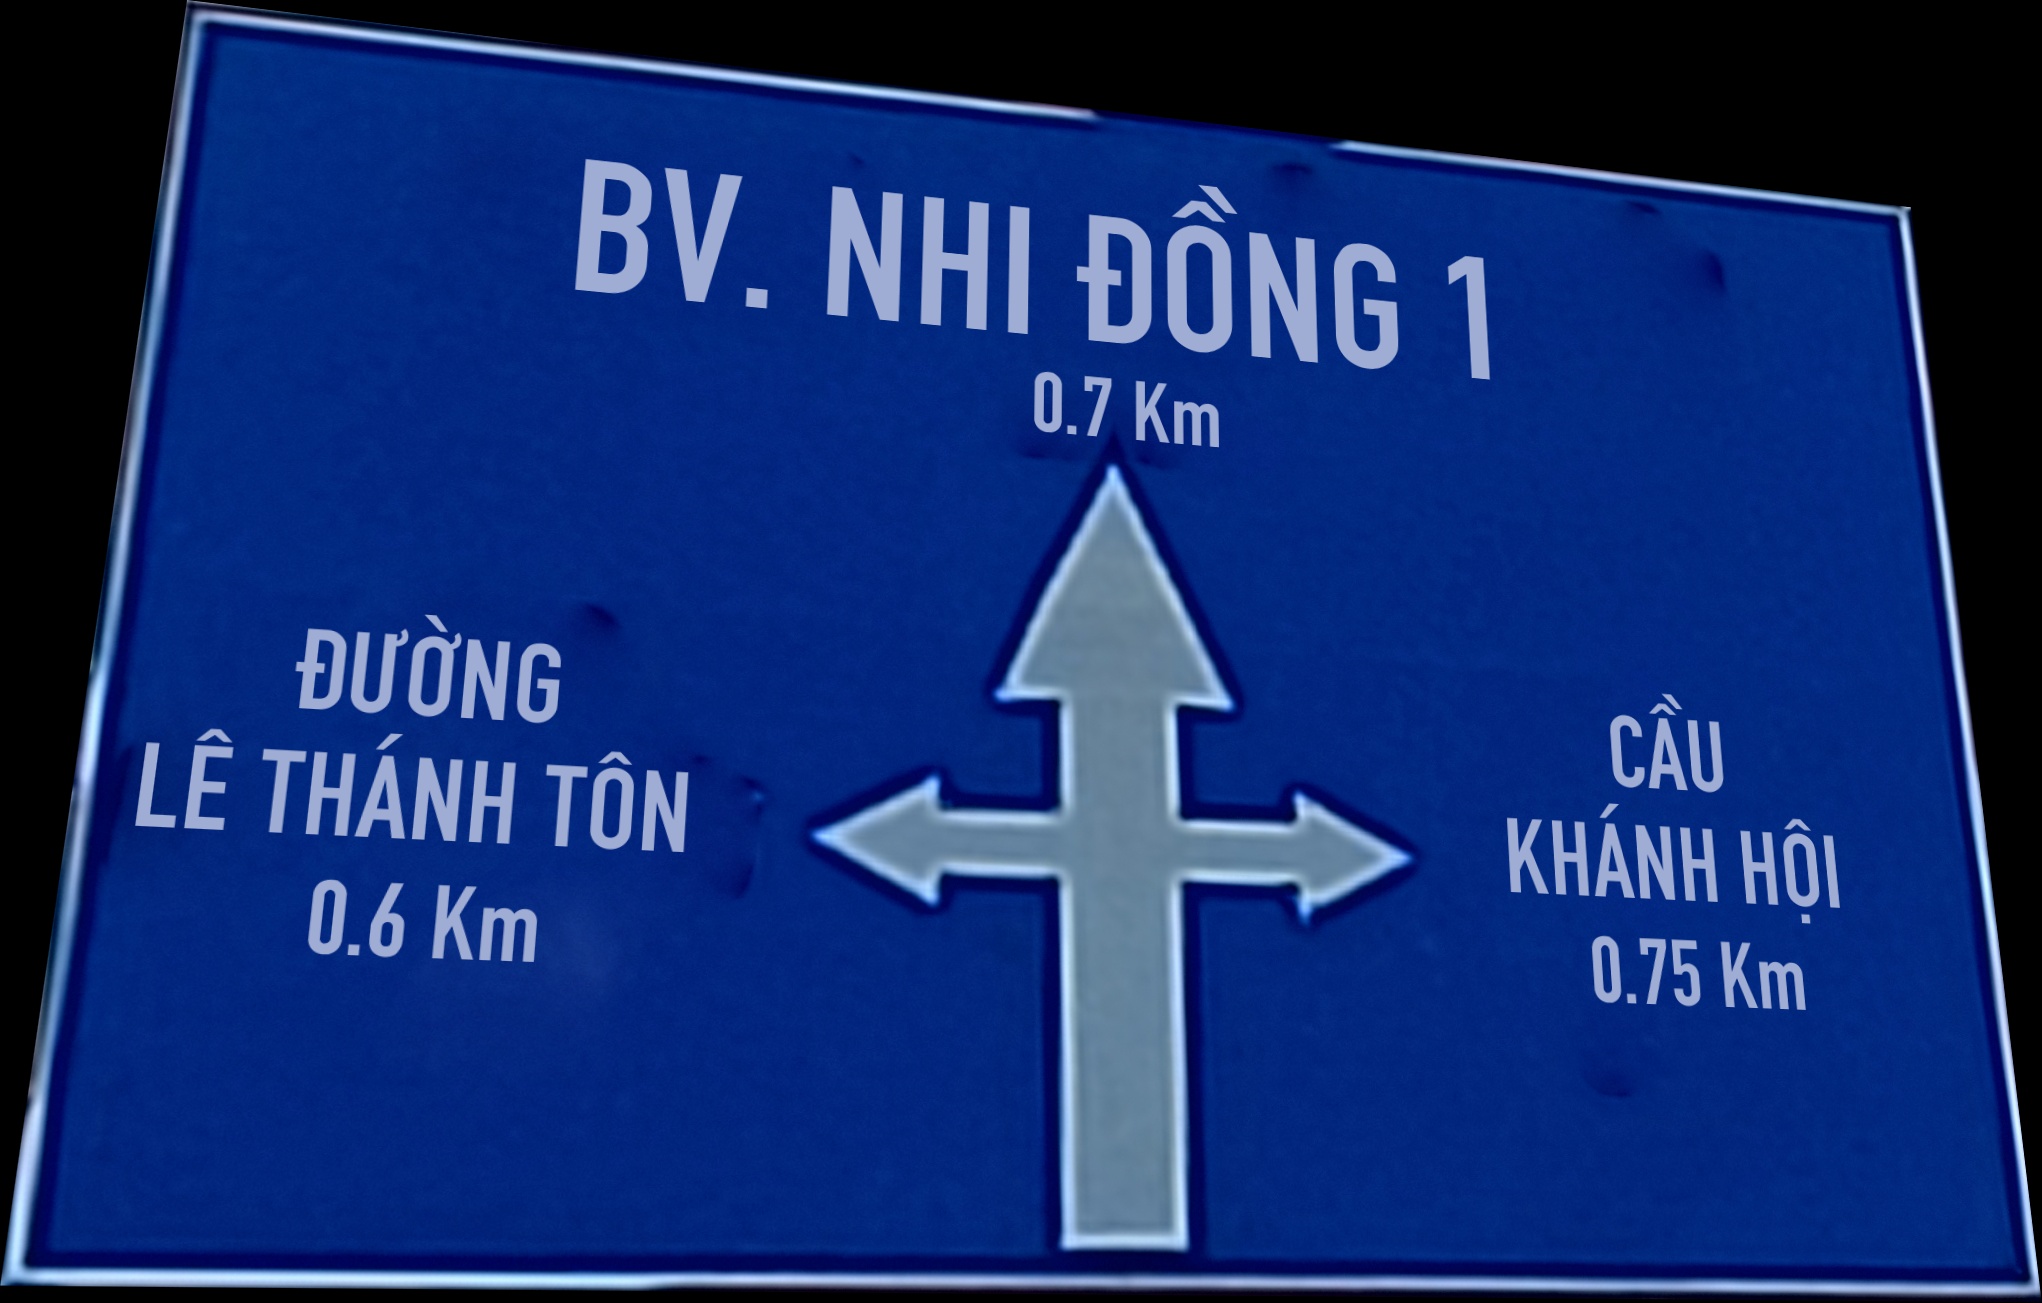 BV. NHI ĐỒNG 1
0.7 Km
ĐƯỜNG
LÊ THÁNH TÔN
0.6 Km
CẦU
KHÁNH HỘI
0.75 Km